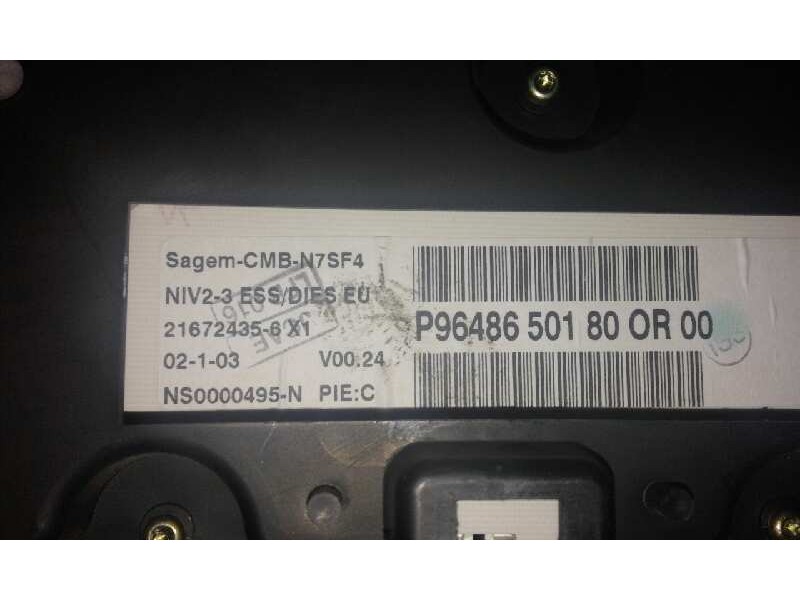 Sagem-CMB-N7SF4
NIV2-3 ESS/DIES EU
21672435-6 X1
02-1-03 V00.24
NS0000495-N PIE:C
P96486 501 80 OR 00